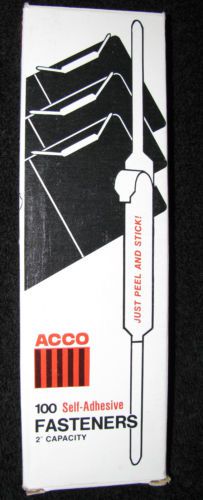 JUST PEEL AND STICK!
ACCO
100 Self-Adhesive
FASTENERS
2" CAPACITY